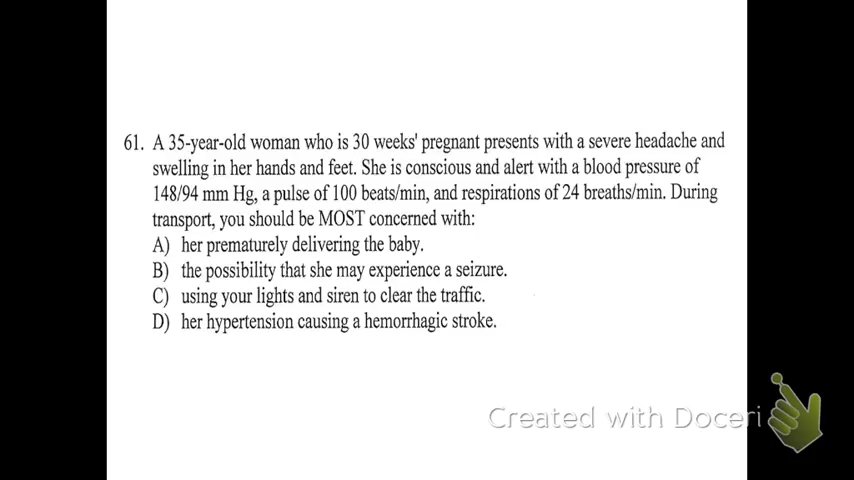 61. A 35-year-old woman who is 30 weeks' pregnant presents with a severe headache and
swelling in her hands and feet. She is conscious and alert with a blood pressure of
148/94 mm Hg, a pulse of 100 beats/min, and respirations of 24 breaths/min. During
transport, you should be MOST concerned with:
A) her prematurely delivering the baby.
B) the possibility that she may experience a seizure.
C) using your lights and siren to clear the traffic.
D) her hypertension causing a hemorrhagic stroke.
Created with Doceri